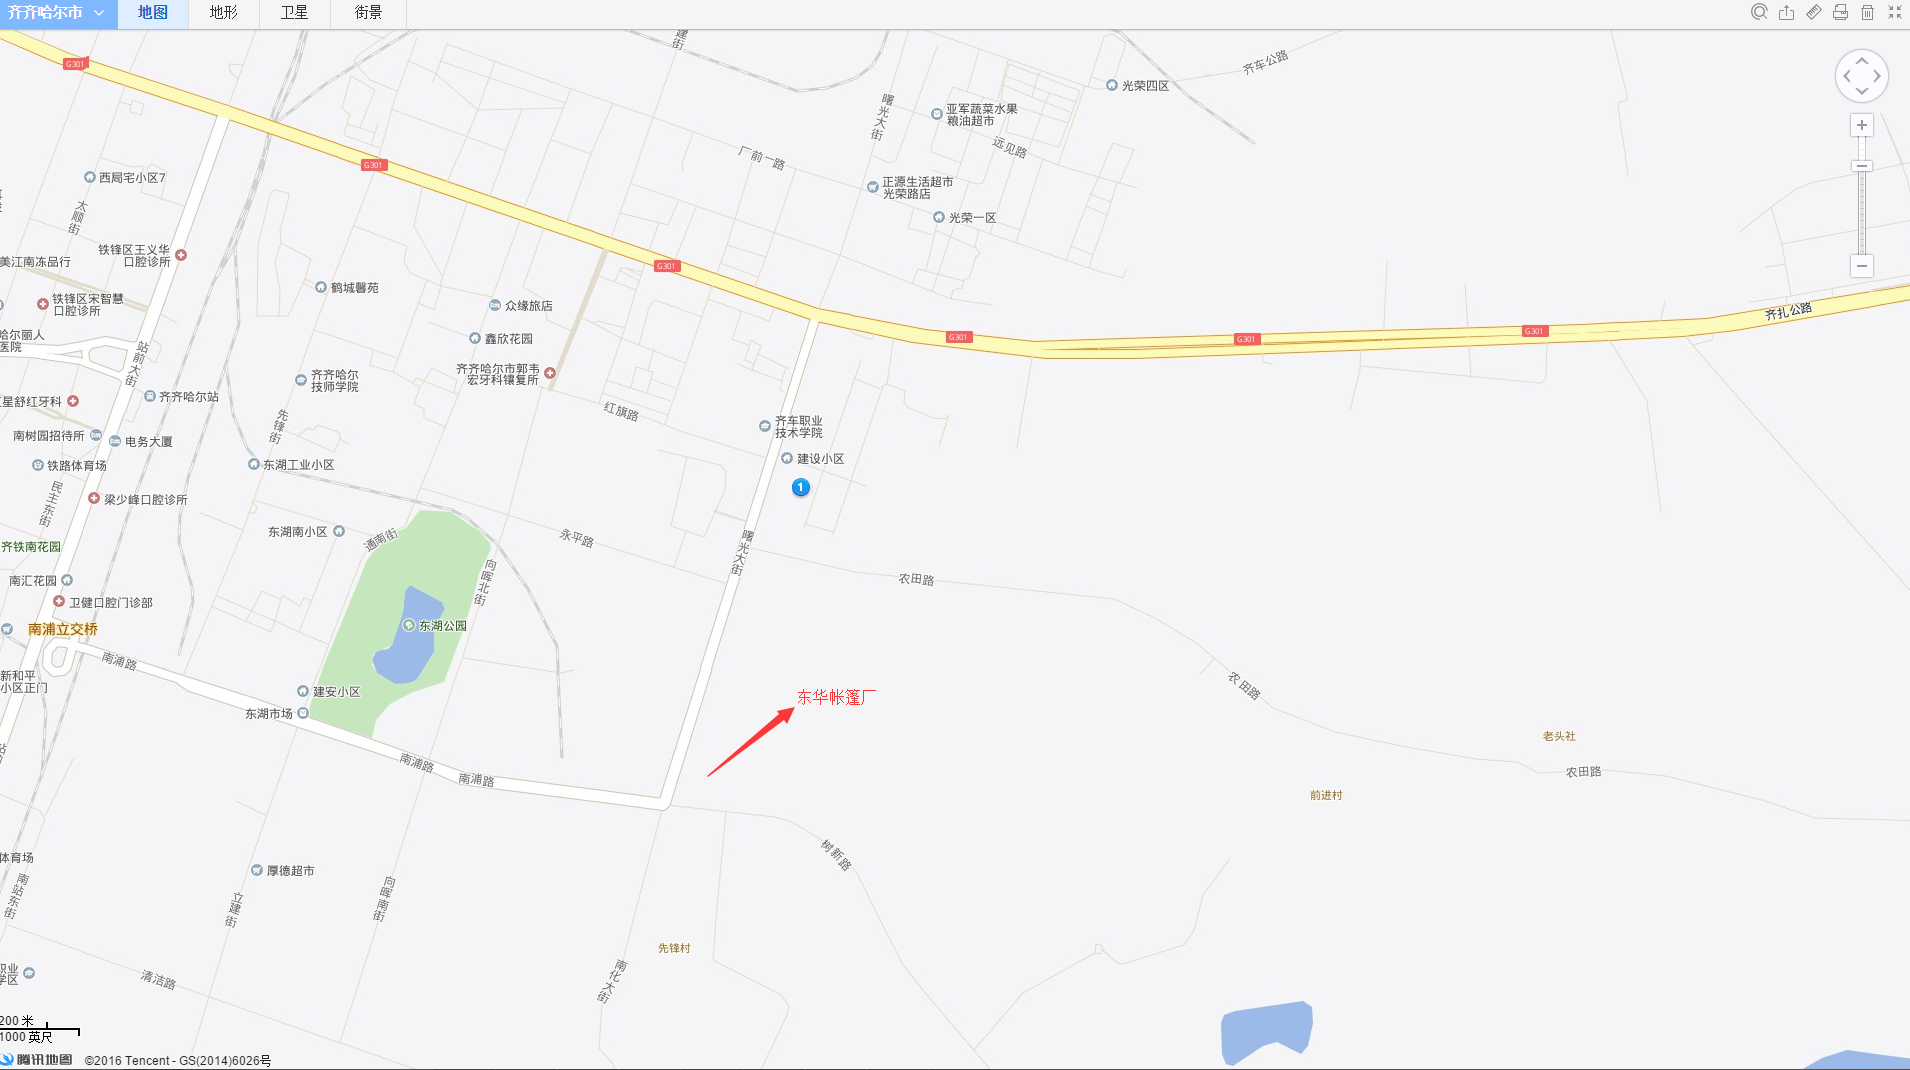 齐齐哈尔市
地图
地形
卫星
街景
建街
G301
齐车公路
光荣四区
曙光大街
亚军蔬菜水果
粮油超市
远见路
厂前一路
G301
西局宅小区7
正源生活超市
光荣路店
太顺街
光荣一区
铁锋区王义华
口腔诊所
美江南冻品行
G301
鹤城馨苑
铁锋区宋智慧
口腔诊所
众缘旅店
齐扎公路
哈尔丽人
医院
鑫欣花园
G301
G301
G301
站前大街
齐齐哈尔
技师学院
齐齐哈尔市郭韦
宏牙科镶复所
齐齐哈尔站
星舒红牙科
红旗路
先锋街
齐车职业
技术学院
南树园招待所
电务大厦
建设小区
铁路体育场
东湖工业小区
1
民主东街
梁少峰口腔诊所
东湖南小区
通南街
永平路
曙光大街
齐铁南花园
南汇花园
向晖北街
农田路
卫健口腔门诊部
南浦立交桥
东湖公园
南浦路
新和平
小区正门
农田路
建安小区
东华帐篷厂
东湖市场
老头社
南浦路
南浦路
农田路
前进村
树新路
体育场
厚德超市
南站东街
立建街
向晖南街
先锋村
职业
学区
清洁路
南化大街
200 米
1000 英尺
腾讯地图
©2016 Tencent - GS(2014)6026号